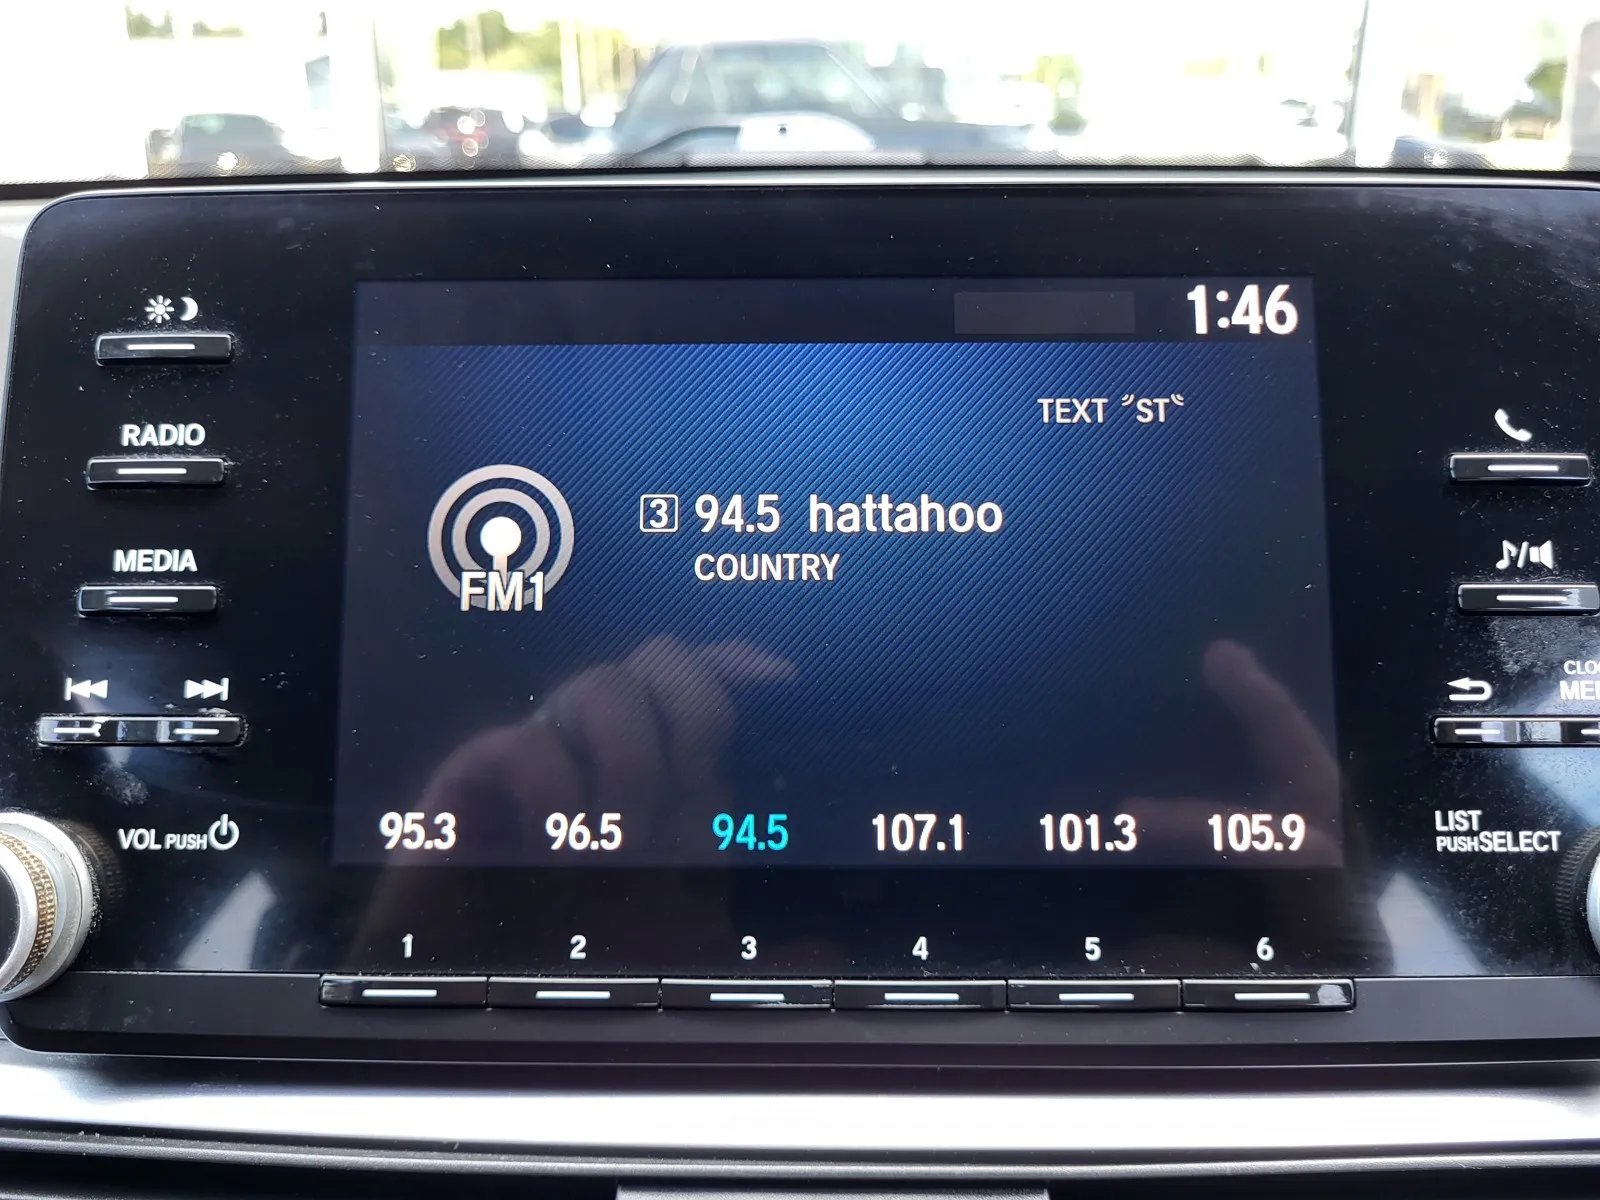 1:46
RADIO
TEXT "ST"
MEDIA
3 94.5 hattahoo
COUNTRY
FM1
VOL PUSH
95.3 96.5 94.5 107.1 101.3 105.9
LIST
PUSH SELECT
1 2 3 4 5 6